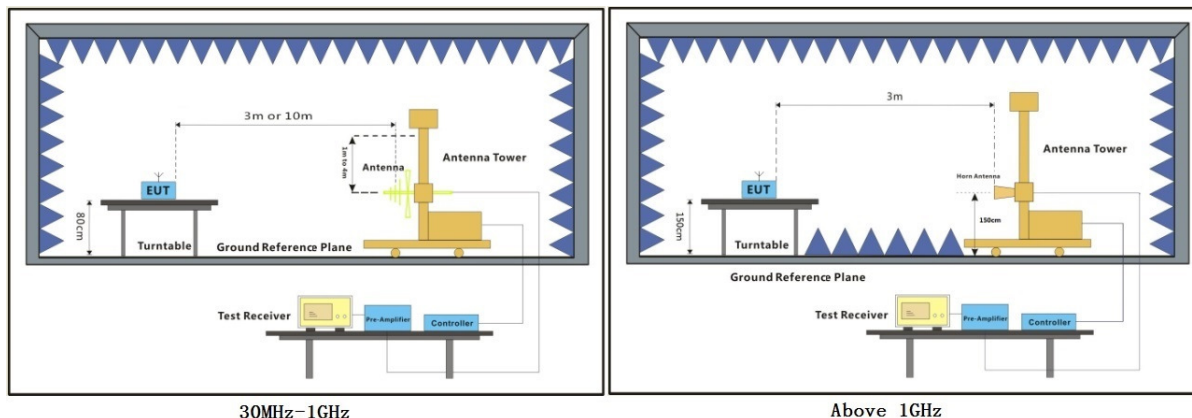 3m or 10m
1m to 4m
Antenna
Antenna Tower
EUT
80cm
Turntable
Ground Reference Plane
Test Receiver
Pre-Amplifier
Controller
30MHz-1GHz
3m
Antenna Tower
Horn Antenna
EUT
150cm
150cm
Turntable
Ground Reference Plane
Test Receiver
Pre-Amplifier
Controller
Above 1GHz